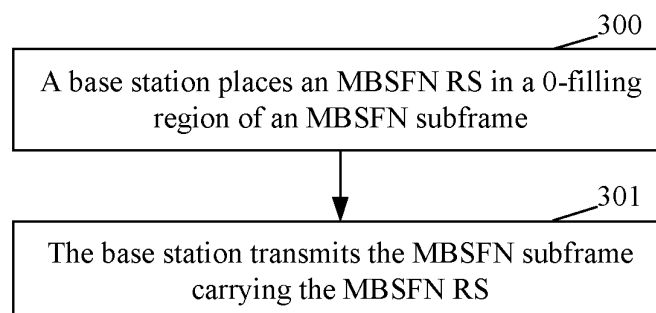 300
A base station places an MBSFN RS in a 0-filling
region of an MBSFN subframe
301
The base station transmits the MBSFN subframe
carrying the MBSFN RS